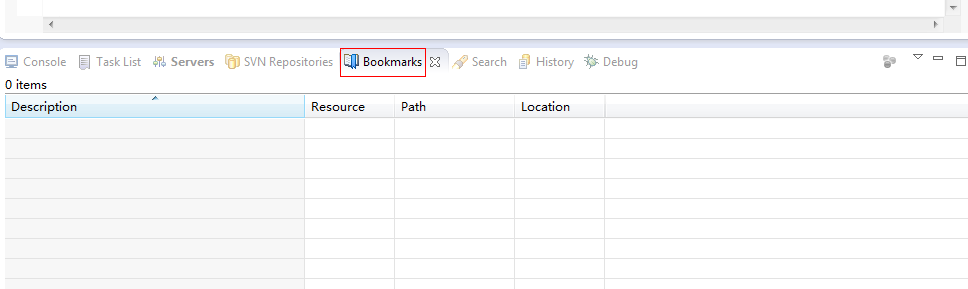 Console Task List Servers SVN Repositories Bookmarks Search History Debug
0 items
Description Resource Path Location